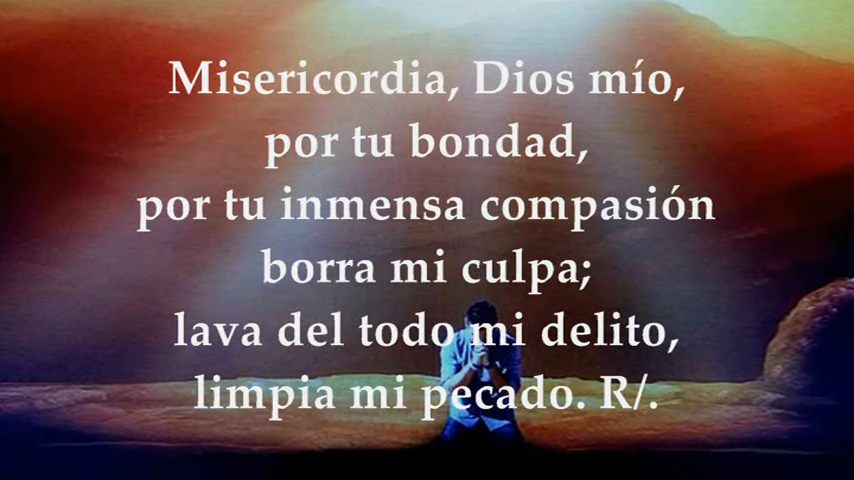 Misericordia, Dios mío,
por tu bondad,
por tu inmensa compasión
borra mi culpa;
lava del todo mi delito,
limpia mi pecado. R/.